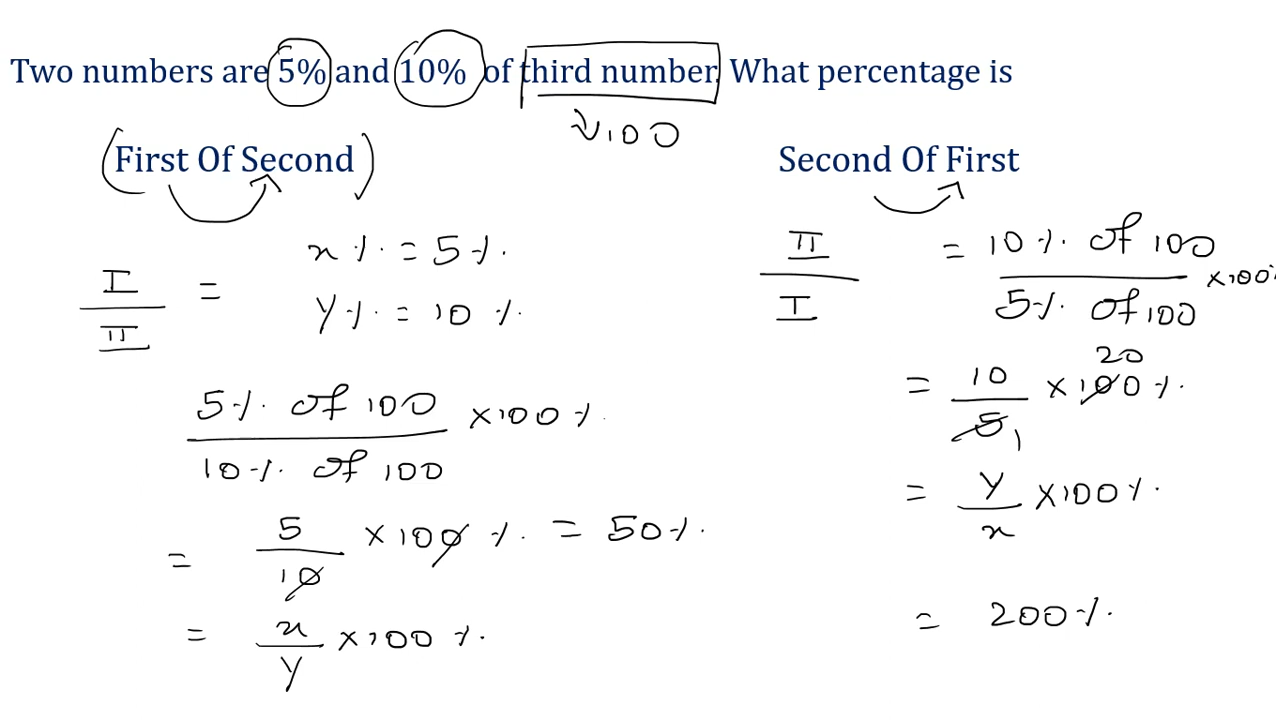 Two numbers are 5% and 10% of third number. What percentage is
100
First Of Second
x% = 5%
I / II =
y% = 10%
5% of 100 / 10% of 100 ×100%
= 5/10 ×100% = 50%
= x/y ×100%
Second Of First
II / I = 10% of 100 / 5% of 100 ×100%
20
= 10/5 ×100%
1
= y/x ×100%
= 200%